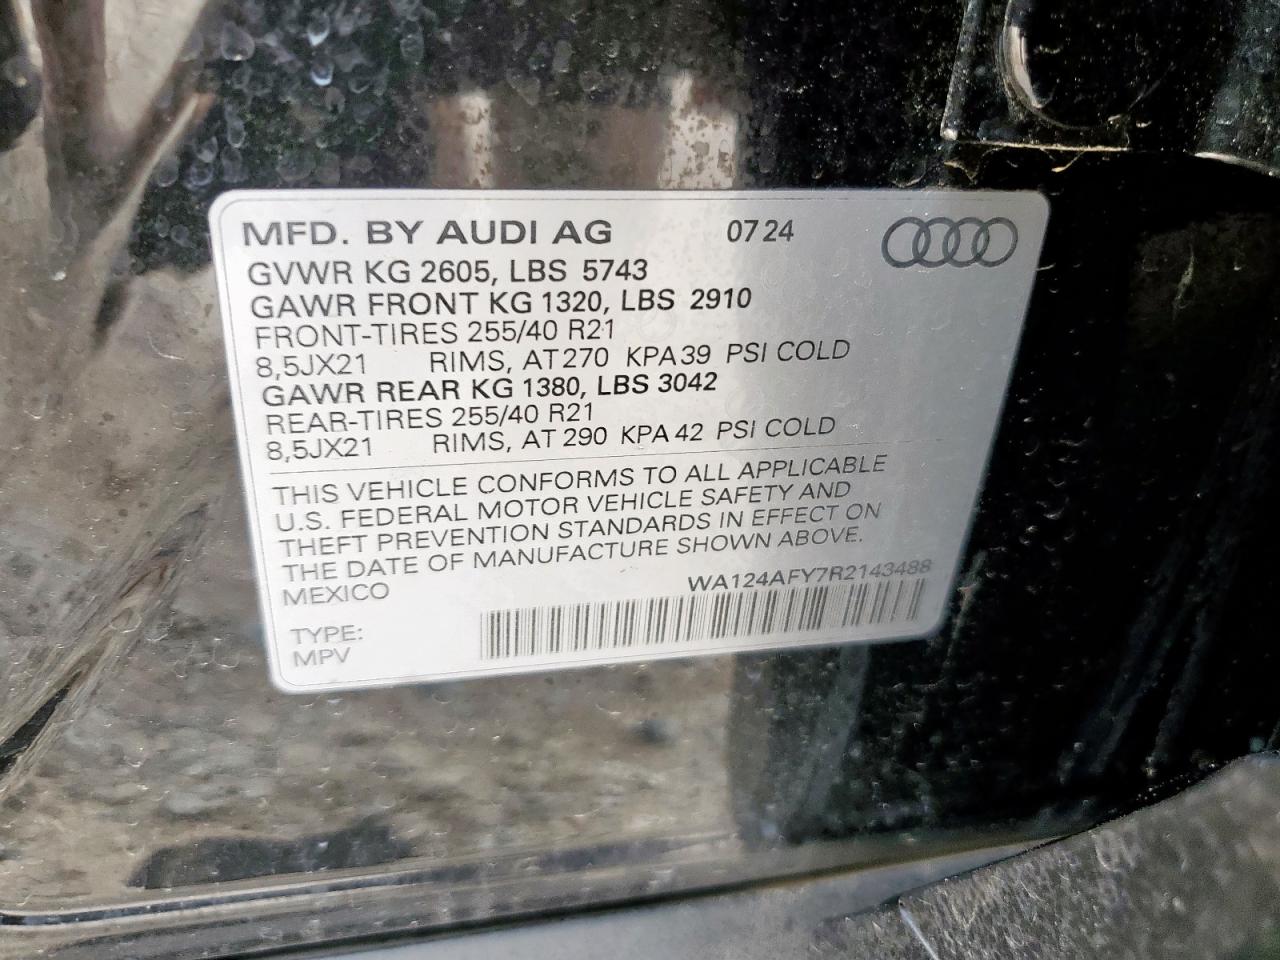 MFD. BY AUDI AG 07 24
GVWR KG 2605, LBS 5743
GAWR FRONT KG 1320, LBS 2910
FRONT-TIRES 255/40 R21
8,5JX21 RIMS, AT 270 KPA 39 PSI COLD
GAWR REAR KG 1380, LBS 3042
REAR-TIRES 255/40 R21
8,5JX21 RIMS, AT 290 KPA 42 PSI COLD
THIS VEHICLE CONFORMS TO ALL APPLICABLE
U.S. FEDERAL MOTOR VEHICLE SAFETY AND
THEFT PREVENTION STANDARDS IN EFFECT ON
THE DATE OF MANUFACTURE SHOWN ABOVE.
MEXICO WA124AFY7R2143488
TYPE:
MPV